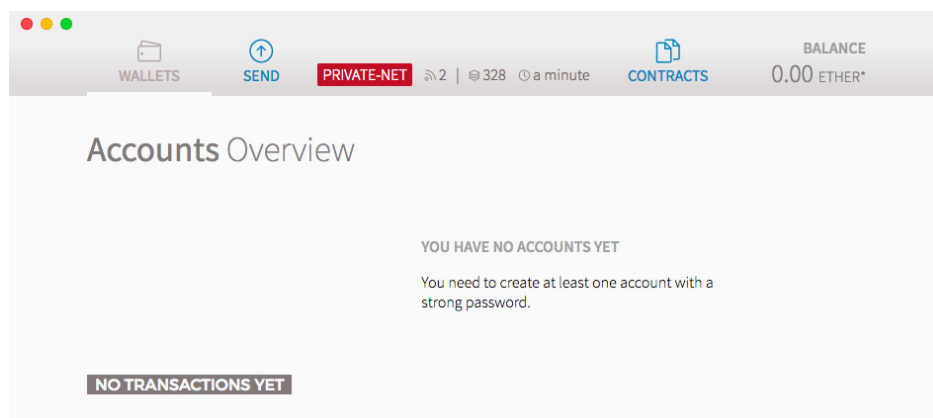 WALLETS
SEND
PRIVATE-NET 2 | 328 a minute
CONTRACTS
BALANCE
0.00 ETHER*
Accounts Overview
YOU HAVE NO ACCOUNTS YET
You need to create at least one account with a
strong password.
NO TRANSACTIONS YET